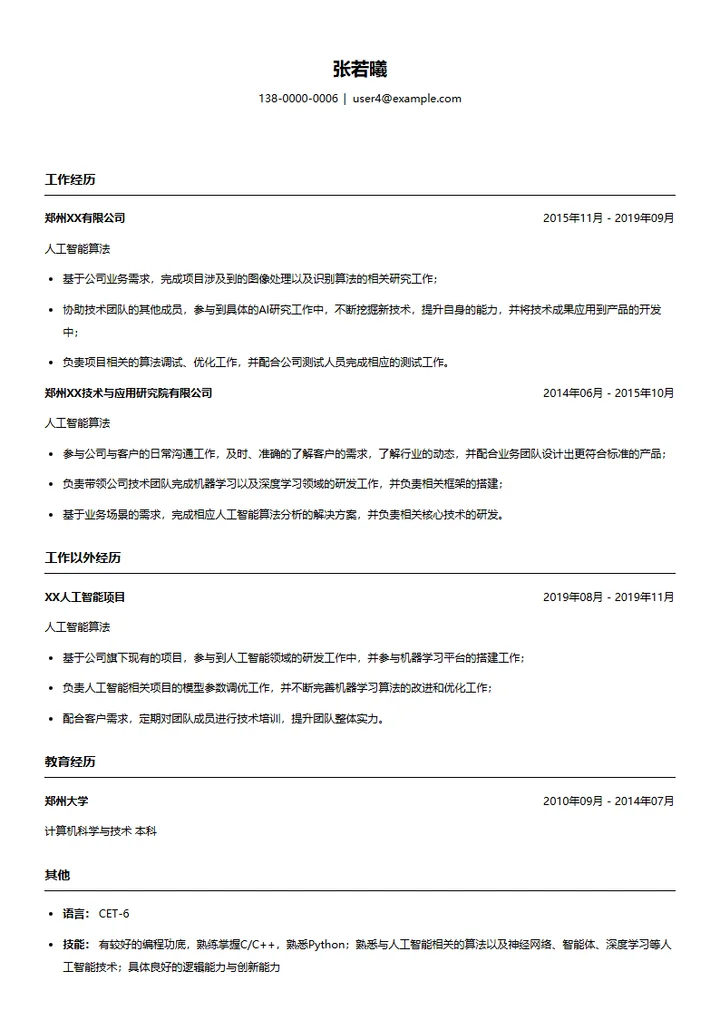 张若曦
138-0000-0006 | user4@example.com
工作经历
郑州XX有限公司 2015年11月 - 2019年09月
人工智能算法
• 基于公司业务需求，完成项目涉及到的图像处理以及识别算法的相关研究工作；
• 协助技术团队的其他成员，参与到具体的AI研究工作中，不断挖掘新技术，提升自身的能力，并将技术成果应用到产品的开发
中；
• 负责项目相关的算法调试、优化工作，并配合公司测试人员完成相应的测试工作。
郑州XX技术与应用研究院有限公司 2014年06月 - 2015年10月
人工智能算法
• 参与公司与客户的日常沟通工作，及时、准确的了解客户的需求，了解行业的动态，并配合业务团队设计出更符合标准的产品；
• 负责带领公司技术团队完成机器学习以及深度学习领域的研发工作，并负责相关框架的搭建；
• 基于业务场景的需求，完成相应人工智能算法分析的解决方案，并负责相关核心技术的研发。
工作以外经历
XX人工智能项目 2019年08月 - 2019年11月
人工智能算法
• 基于公司旗下现有的项目，参与到人工智能领域的研发工作中，并参与机器学习平台的搭建工作；
• 负责人工智能相关项目的模型参数调优工作，并不断完善机器学习算法的改进和优化工作；
• 配合客户需求，定期对团队成员进行技术培训，提升团队整体实力。
教育经历
郑州大学 2010年09月 - 2014年07月
计算机科学与技术 本科
其他
• 语言： CET-6
• 技能： 有较好的编程功底，熟练掌握C/C++，熟悉Python；熟悉与人工智能相关的算法以及神经网络、智能体、深度学习等人
工智能技术；具体良好的逻辑能力与创新能力